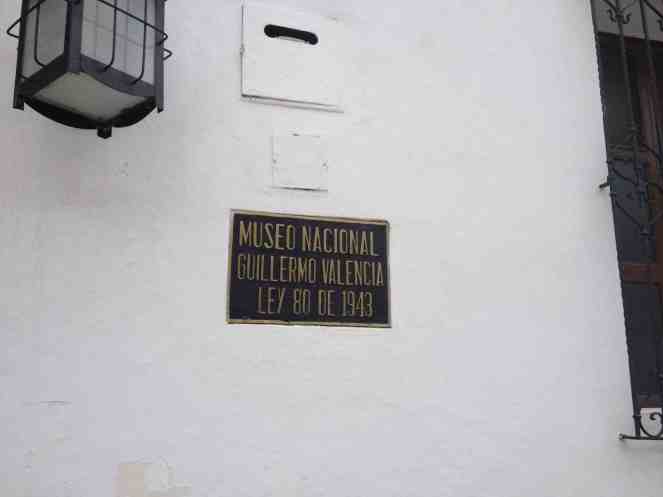 MUSEO NACIONAL
GUILLERMO VALENCIA
LEY 80 DE 1943